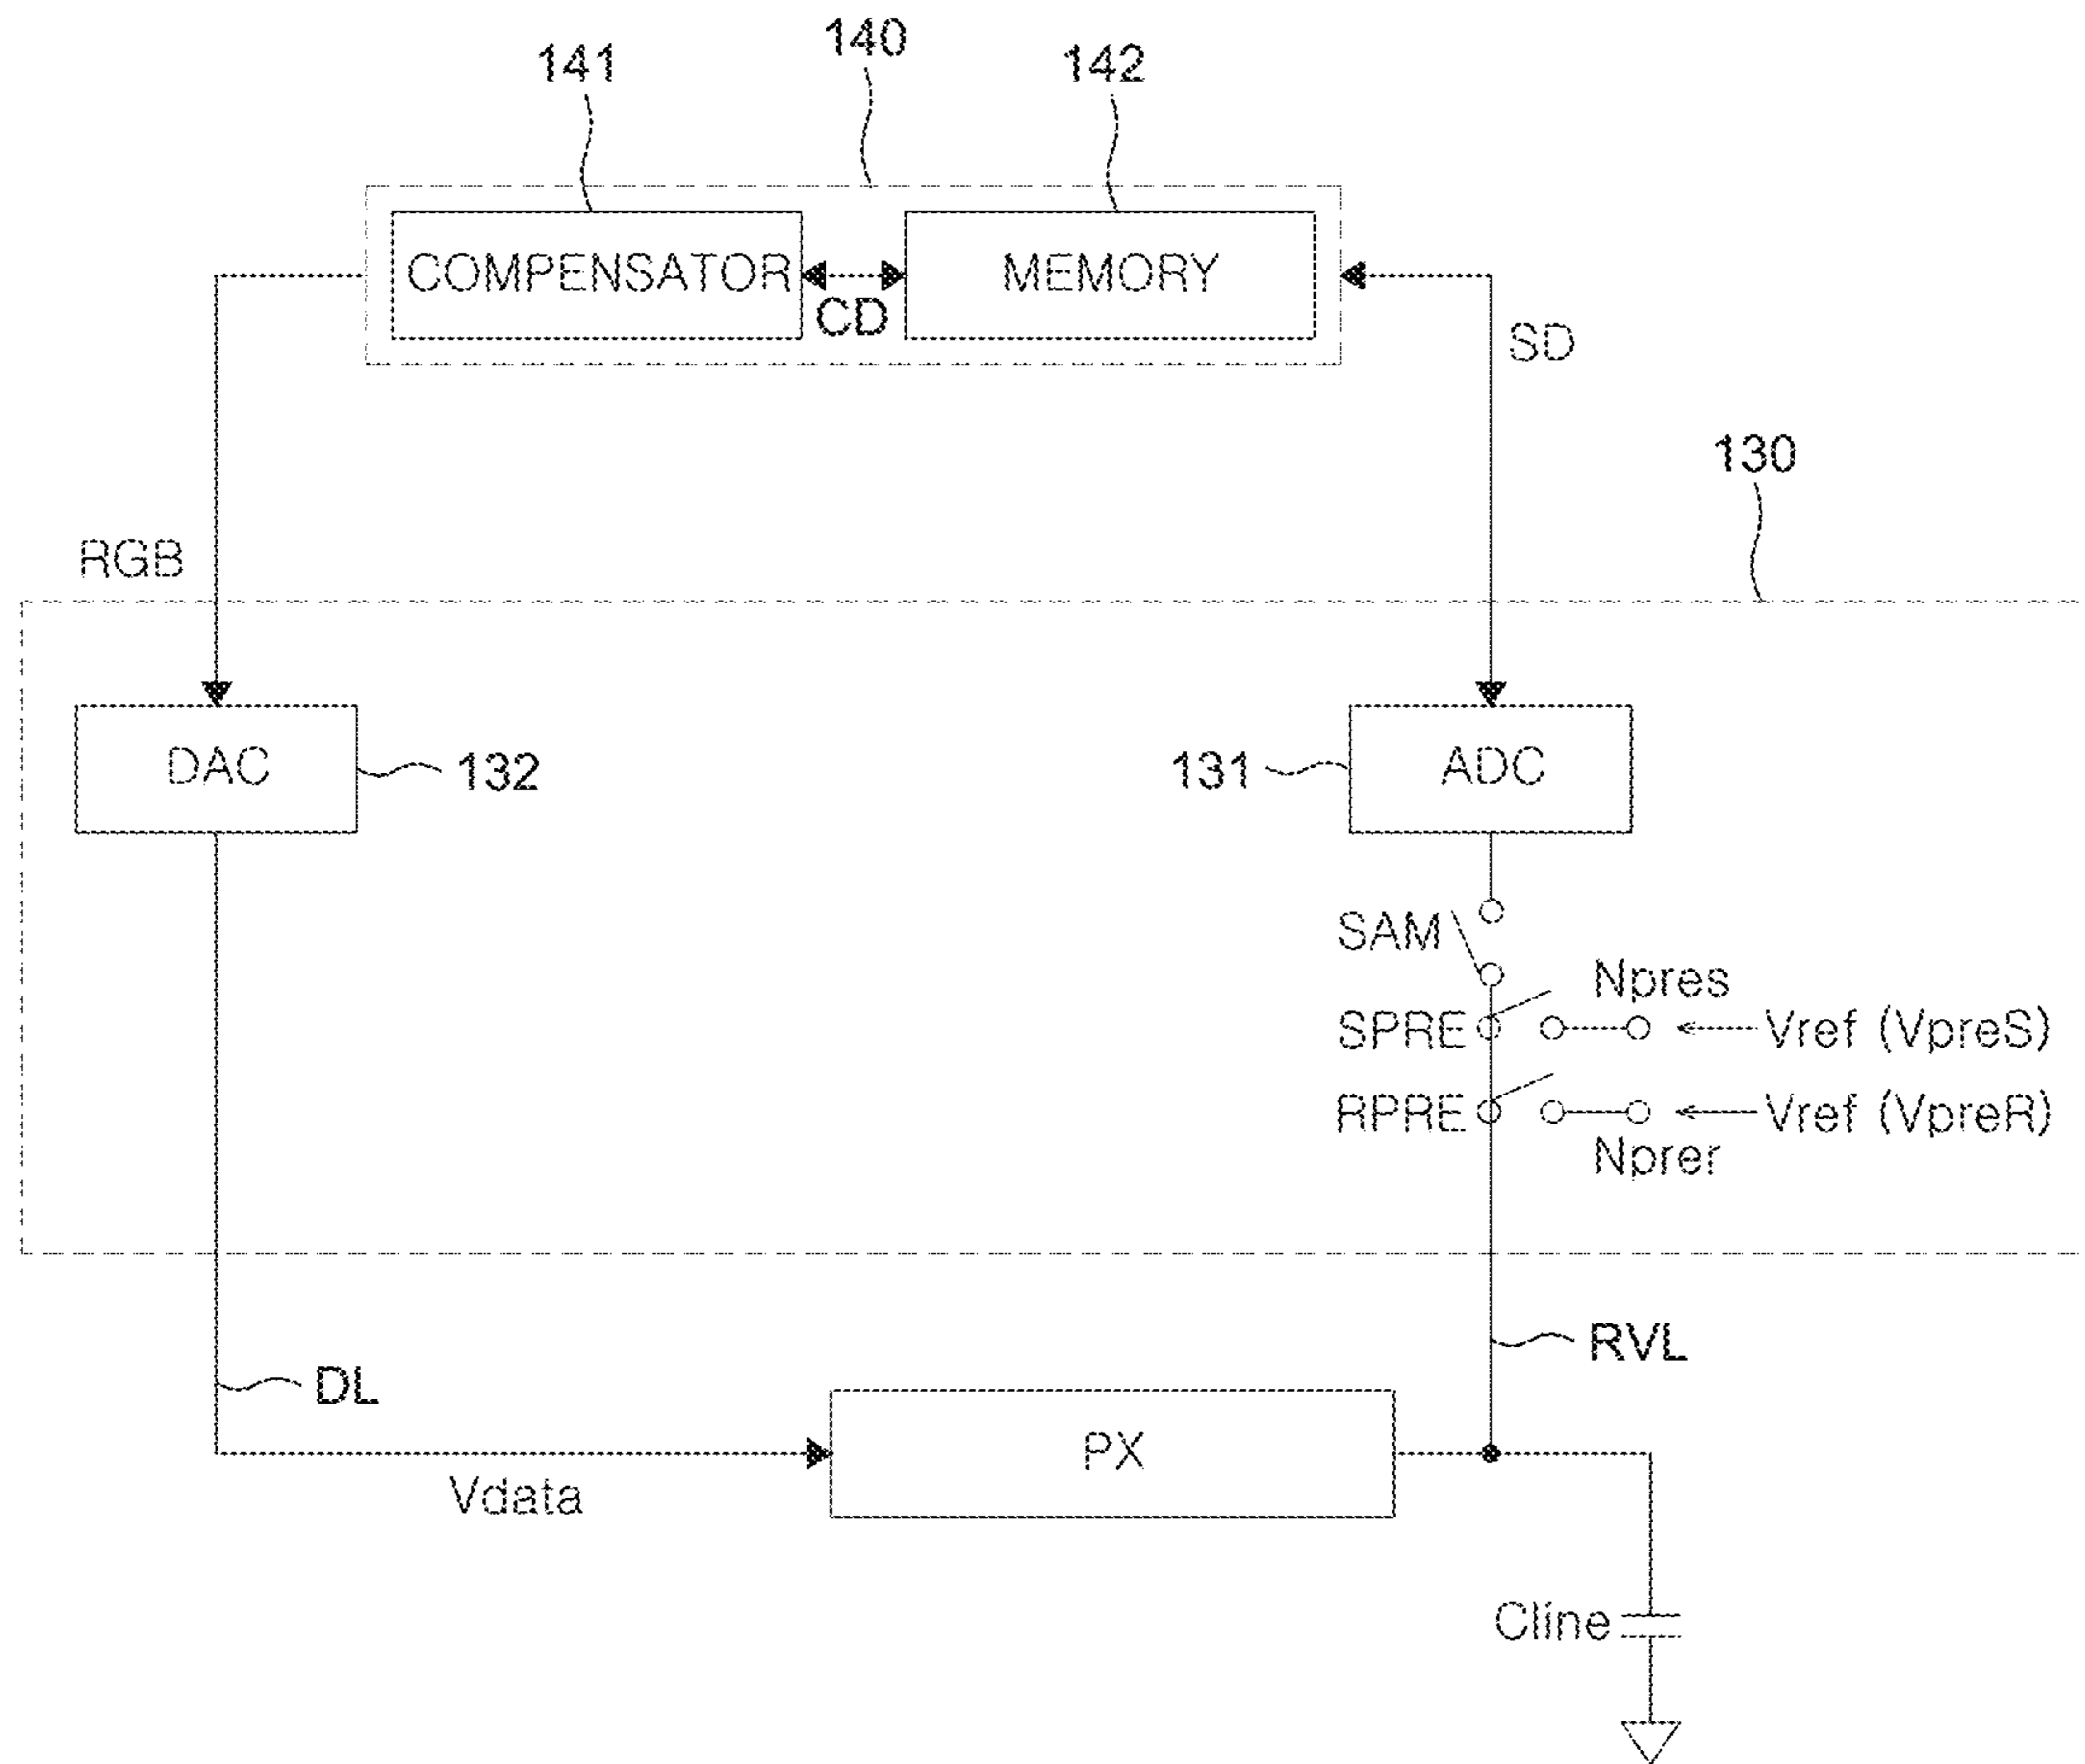 140
141
142
COMPENSATOR
MEMORY
CD
SD
130
RGB
DAC
132
131
ADC
SAM
Npres
SPRE
Vref (VpreS)
RPRE
Vref (VpreR)
Nprer
RVL
DL
PX
Vdata
Cline